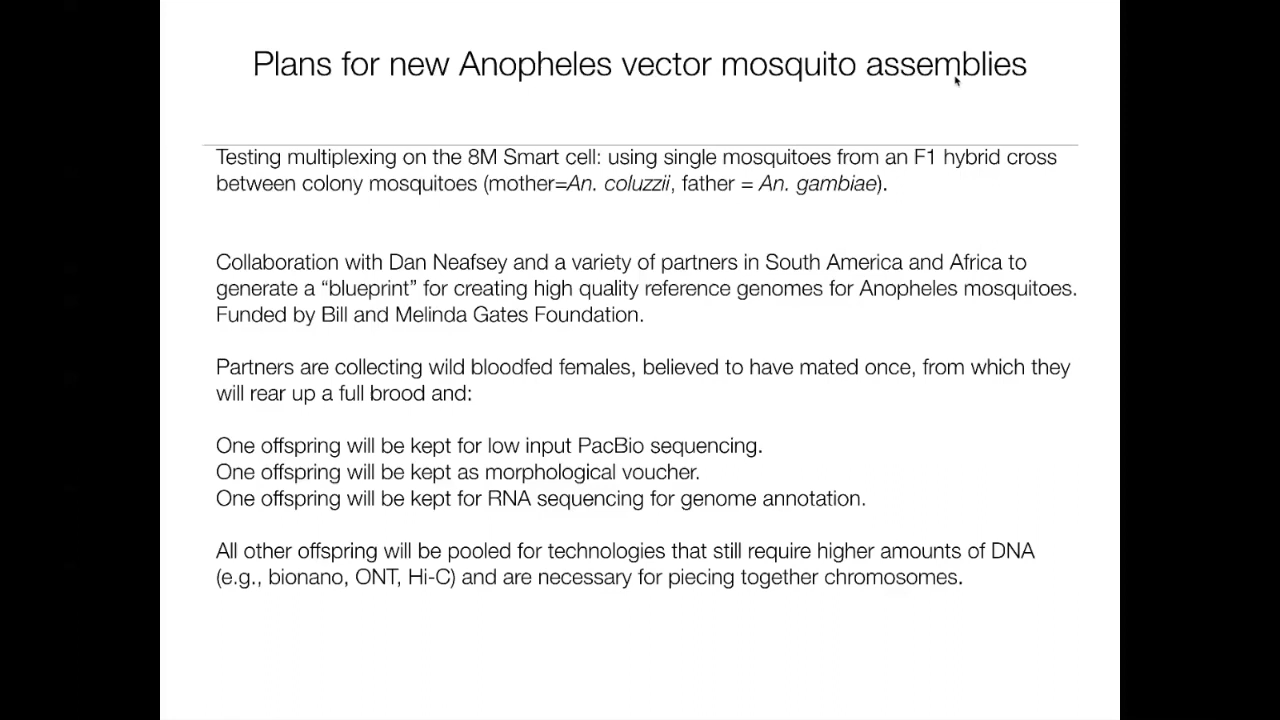 Plans for new Anopheles vector mosquito assemblies
Testing multiplexing on the 8M Smart cell: using single mosquitoes from an F1 hybrid cross
between colony mosquitoes (mother=An. coluzzii, father = An. gambiae).
Collaboration with Dan Neafsey and a variety of partners in South America and Africa to
generate a “blueprint” for creating high quality reference genomes for Anopheles mosquitoes.
Funded by Bill and Melinda Gates Foundation.
Partners are collecting wild bloodfed females, believed to have mated once, from which they
will rear up a full brood and:
One offspring will be kept for low input PacBio sequencing.
One offspring will be kept as morphological voucher.
One offspring will be kept for RNA sequencing for genome annotation.
All other offspring will be pooled for technologies that still require higher amounts of DNA
(e.g., bionano, ONT, Hi-C) and are necessary for piecing together chromosomes.